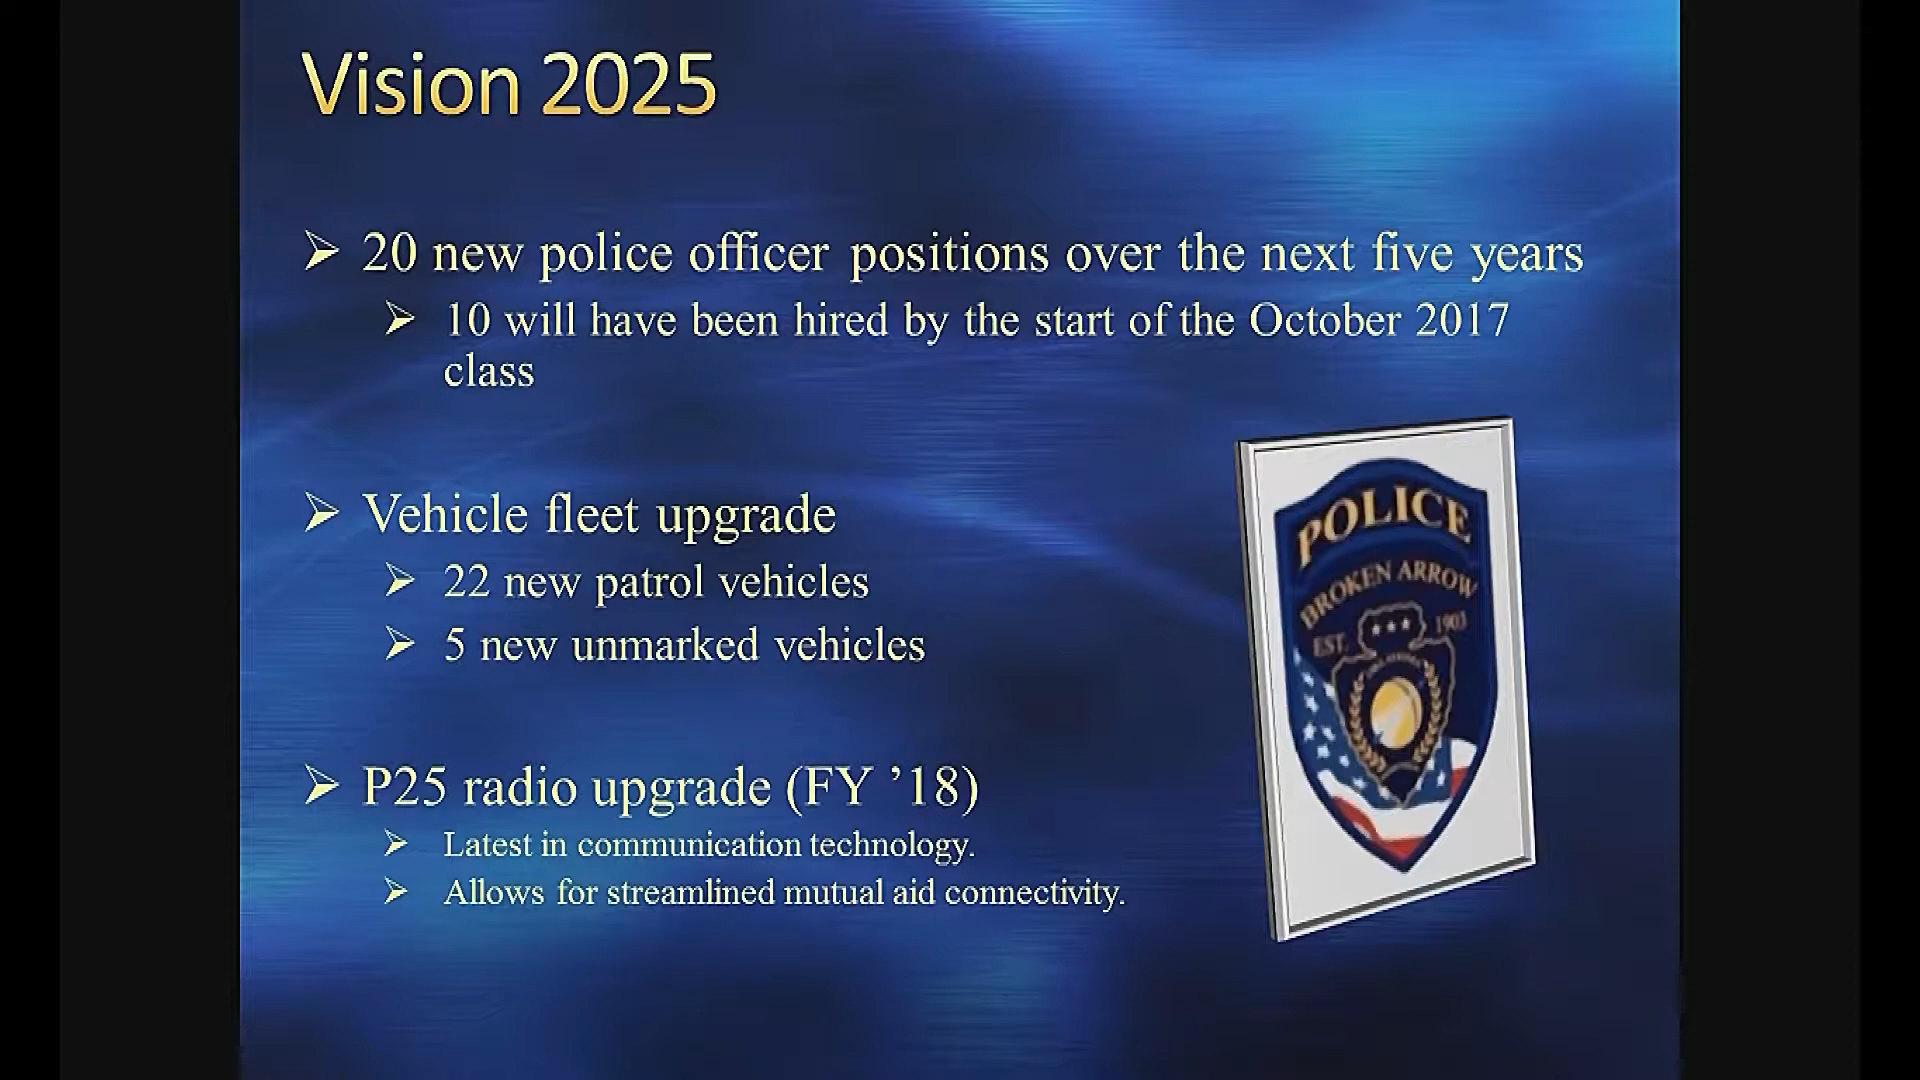 Vision 2025
➢ 20 new police officer positions over the next five years
➢ 10 will have been hired by the start of the October 2017
class
➢ Vehicle fleet upgrade
➢ 22 new patrol vehicles
➢ 5 new unmarked vehicles
➢ P25 radio upgrade (FY ’18)
➢ Latest in communication technology.
➢ Allows for streamlined mutual aid connectivity.
POLICE
BROKEN ARROW
EST. 1903